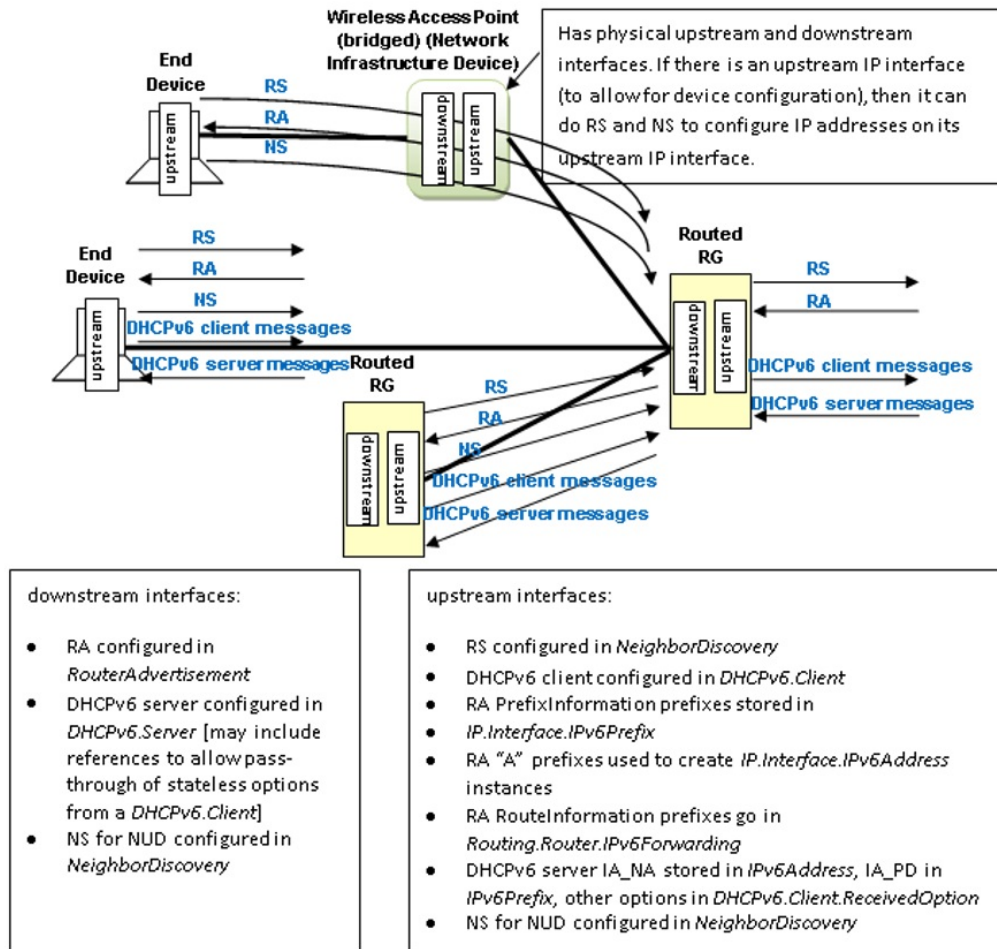 Wireless Access Point
(bridged) (Network
Infrastructure Device)
Has physical upstream and downstream
interfaces. If there is an upstream IP interface
(to allow for device configuration), then it can
do RS and NS to configure IP addresses on its
upstream IP interface.
End
Device
RS
RA
NS
upstream
downstream
upstream
End
Device
RS
RA
NS
DHCPv6 client messages
DHCPv6 server messages
upstream
Routed
RG
RS
RA
downstream
upstream
DHCPv6 client messages
DHCPv6 server messages
Routed
RG
RS
RA
NS
downstream
upstream
DHCPv6 client messages
DHCPv6 server messages
downstream interfaces:
● RA configured in
RouterAdvertisement
● DHCPv6 server configured in
DHCPv6.Server [may include
references to allow pass-
through of stateless options
from a DHCPv6.Client]
● NS for NUD configured in
NeighborDiscovery
upstream interfaces:
● RS configured in NeighborDiscovery
● DHCPv6 client configured in DHCPv6.Client
● RA PrefixInformation prefixes stored in
● IP.Interface.IPv6Prefix
● RA “A” prefixes used to create IP.Interface.IPv6Address
instances
● RA RouteInformation prefixes go in
Routing.Router.IPv6Forwarding
● DHCPv6 server IA_NA stored in IPv6Address, IA_PD in
IPv6Prefix, other options in DHCPv6.Client.ReceivedOption
● NS for NUD configured in NeighborDiscovery